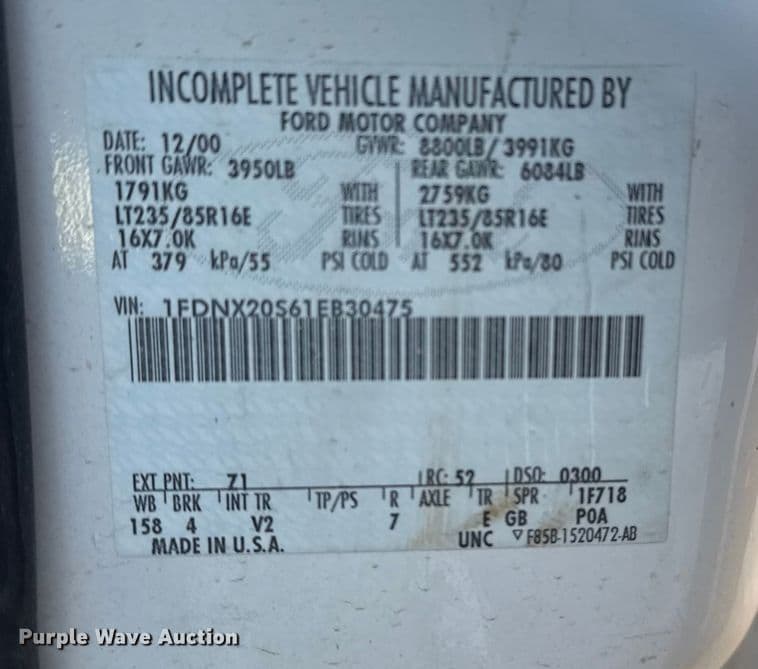 INCOMPLETE VEHICLE MANUFACTURED BY
FORD MOTOR COMPANY
DATE: 12/00 GVWR: 8800LB/ 3991KG
FRONT GAWR: 3950LB REAR GAWR: 6084LB
1791KG WITH 2759KG WITH
LT235/85R16E TIRES LT235/85R16E TIRES
16X7.0K RIMS 16X7.0K RIMS
AT 379 kPa/55 PSI COLD AT 552 kPa/80 PSI COLD
VIN: 1FDNX20S61EB30475
EXT PNT: Z1 RC: 52 DSO: 0300
WB BRK INT TR TP/PS R AXLE TR SPR 1F718
158 4 V2 7 E GB P0A
MADE IN U.S.A. UNC ▽F85B-1520472-AB
Purple Wave Auction